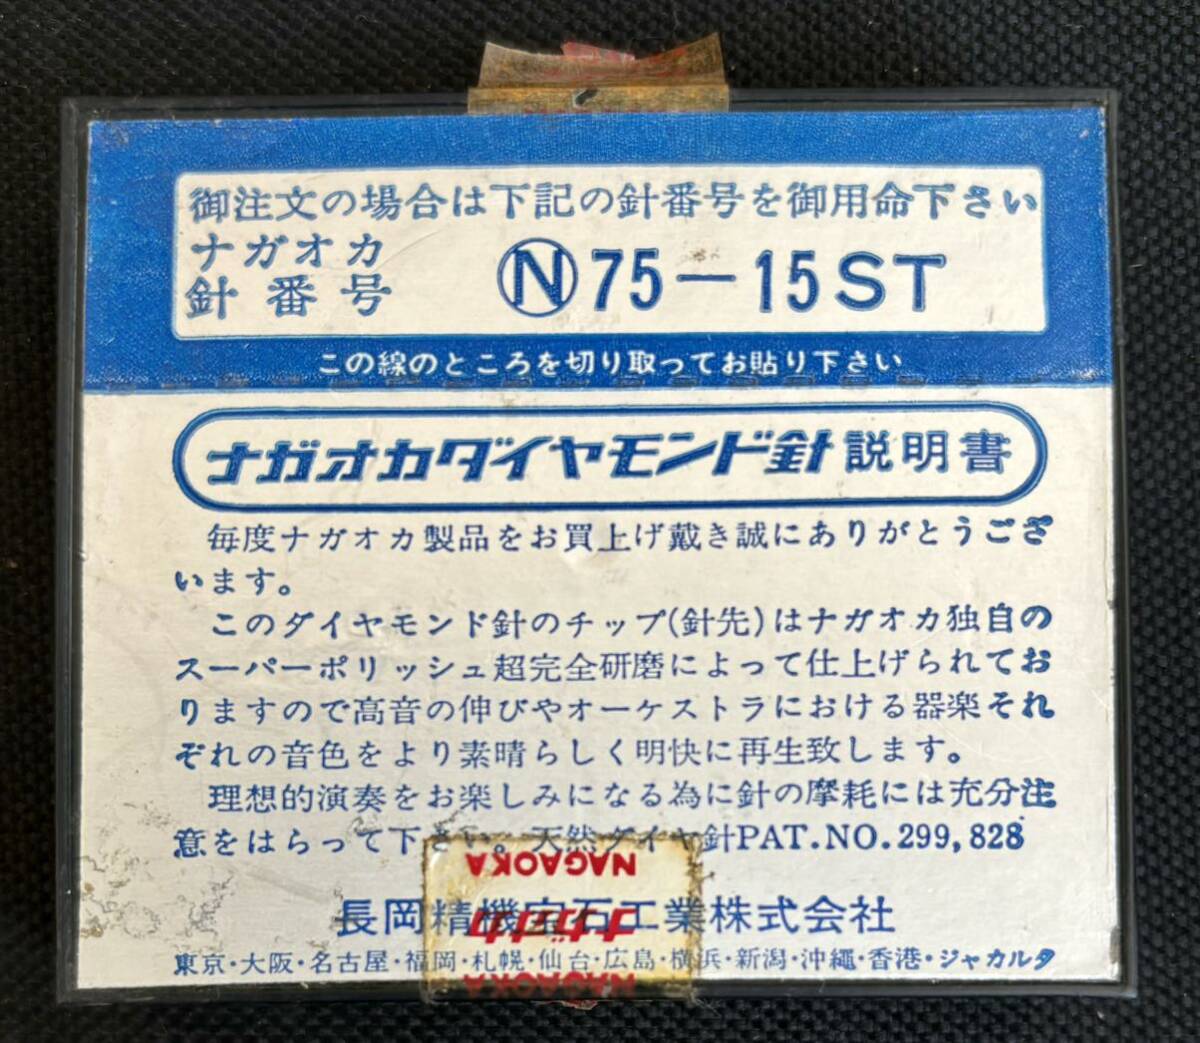 御注文の場合は下記の針番号を御用命下さい
ナガオカ
針番号 Ⓝ75-15ST
この線のところを切り取ってお貼り下さい
ナガオカダイヤモンド針 説明書
毎度ナガオカ製品をお買上げ戴き誠にありがとうござ
います。
このダイヤモンド針のチップ(針先)はナガオカ独自の
スーパーポリッシュ超完全研磨によって仕上げられてお
りますので高音の伸びやオーケストラにおける器楽それ
ぞれの音色をより素晴らしく明快に再生致します。
理想的演奏をお楽しみになる為に針の摩耗には充分注
意をはらって下さい。天然ダイヤ針PAT.NO.299,828
NAGAOKA
長岡精機宝石工業株式会社
ナガオカ
東京・大阪・名古屋・福岡・札幌・仙台・広島・横浜・新潟・沖縄・香港・ジャカルタ
NAGAOKA